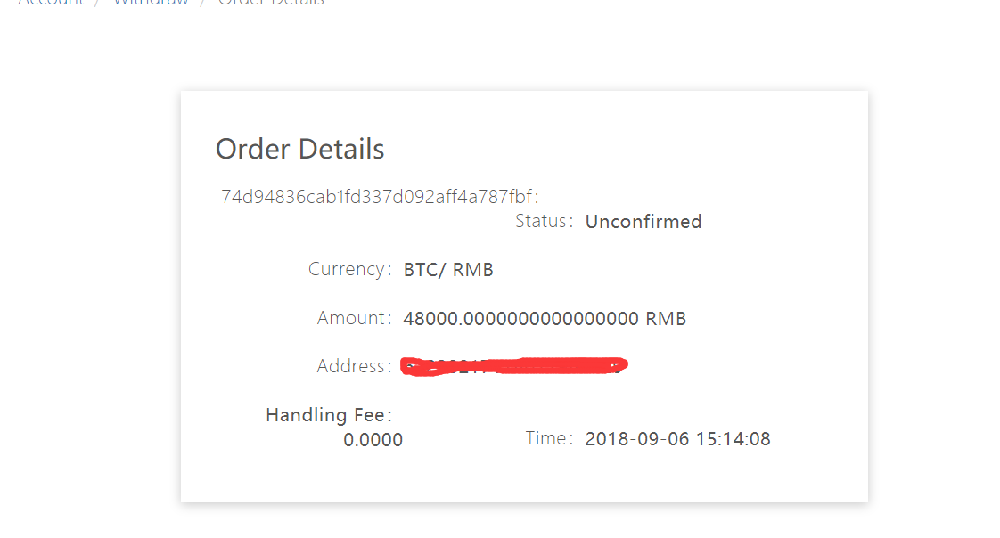 Account / Withdraw / Order Details
Order Details
74d94836cab1fd337d092aff4a787fbf:
Status: Unconfirmed
Currency: BTC/ RMB
Amount: 48000.0000000000000000 RMB
Address:
Handling Fee:
0.0000
Time: 2018-09-06 15:14:08